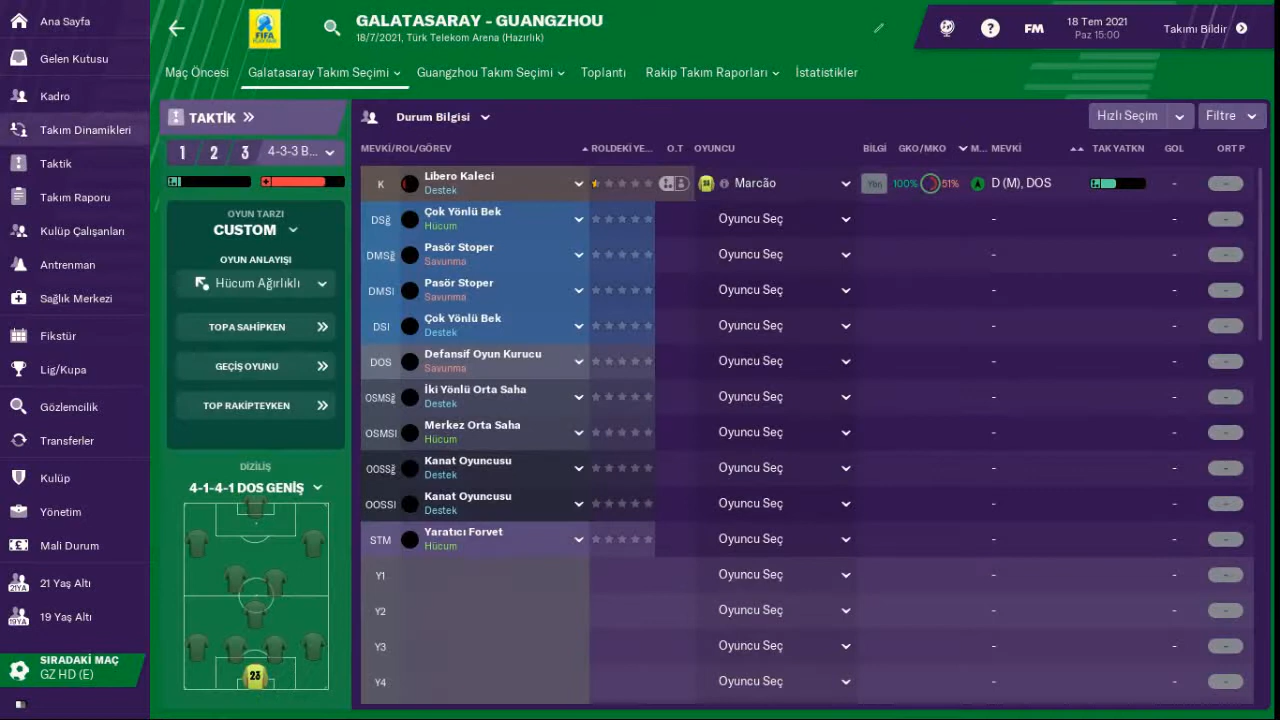 Ana Sayfa
Gelen Kutusu
Kadro
Takım Dinamikleri
Taktik
Takım Raporu
Kulüp Çalışanları
Antrenman
Sağlık Merkezi
Fikstür
Lig/Kupa
Gözlemcilik
Transferler
Kulüp
Yönetim
Mali Durum
21YA 21 Yaş Altı
19YA 19 Yaş Altı
SIRADAKİ MAÇ
GZ HD (E)
FIFA
GALATASARAY - GUANGZHOU
18/7/2021, Türk Telekom Arena (Hazırlık)
? FM
18 Tem 2021
Paz 15:00
Takımı Bildir
Maç Öncesi Galatasaray Takım Seçimi Guangzhou Takım Seçimi Toplantı Rakip Takım Raporları İstatistikler
TAKTİK
1 2 3 4-3-3 B...
OYUN TARZI
CUSTOM
OYUN ANLAYIŞI
Hücum Ağırlıklı
TOPA SAHİPKEN
GEÇİŞ OYUNU
TOP RAKİPTEYKEN
DİZİLİŞ
4-1-4-1 DOS GENİŞ
23
Durum Bilgisi Hızlı Seçim Filtre
MEVKİ/ROL/GÖREV ROLDEKİ YE... O.T OYUNCU BİLGİ GKO/MKO M... MEVKİ TAK YATKN GOL ORT P
K Libero Kaleci Destek 23 Marcão Ybn 100% 51% D (M), DOS - -
DSğ Çok Yönlü Bek Hücum Oyuncu Seç - - -
DMSğ Pasör Stoper Savunma Oyuncu Seç - - -
DMSI Pasör Stoper Savunma Oyuncu Seç - - -
DSI Çok Yönlü Bek Destek Oyuncu Seç - - -
DOS Defansif Oyun Kurucu Savunma Oyuncu Seç - - -
OSMSğ İki Yönlü Orta Saha Destek Oyuncu Seç - - -
OSMSI Merkez Orta Saha Hücum Oyuncu Seç - - -
OOSSğ Kanat Oyuncusu Destek Oyuncu Seç - - -
OOSSI Kanat Oyuncusu Destek Oyuncu Seç - - -
STM Yaratıcı Forvet Hücum Oyuncu Seç - - -
Y1 Oyuncu Seç - - -
Y2 Oyuncu Seç - - -
Y3 Oyuncu Seç - - -
Y4 Oyuncu Seç - - -